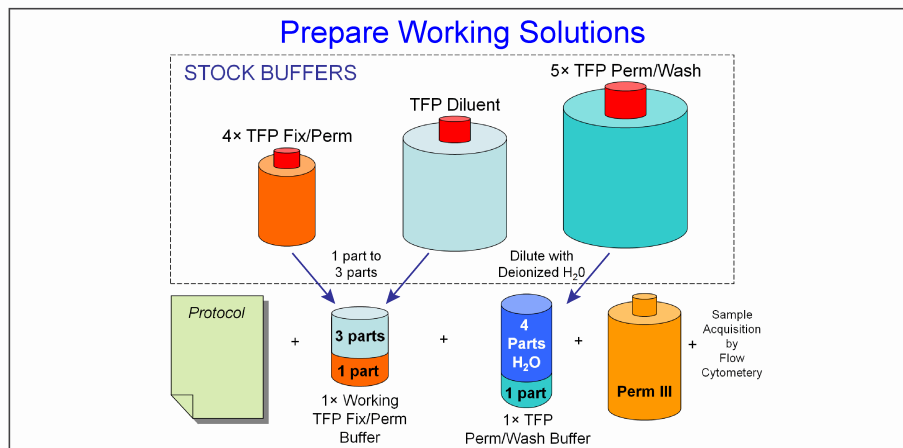 Prepare Working Solutions
STOCK BUFFERS
5× TFP Perm/Wash
TFP Diluent
4× TFP Fix/Perm
1 part to
3 parts
Dilute with
Deionized H₂0
Protocol
+
3 parts
1 part
1× Working
TFP Fix/Perm
Buffer
+
4
Parts
H₂O
1 part
1× TFP
Perm/Wash Buffer
+
Perm III
+
Sample
Acquisition
by
Flow
Cytometery